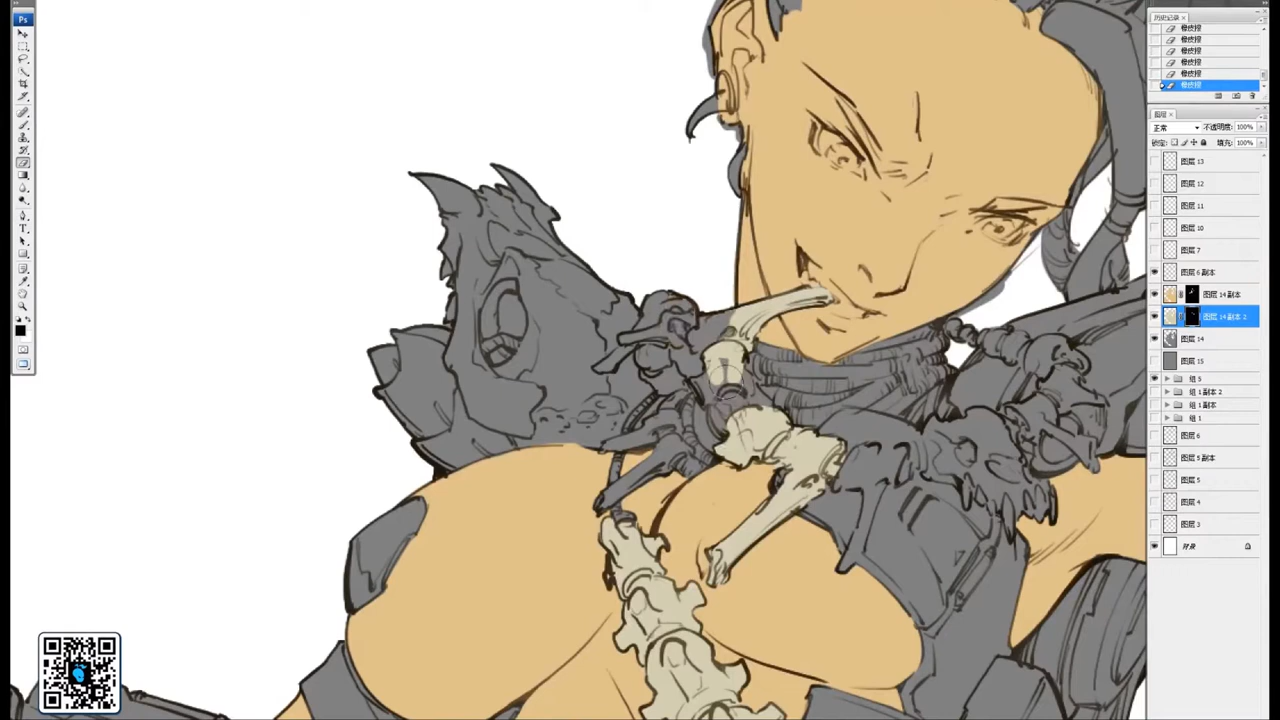 Ps
历史记录
橡皮擦
橡皮擦
橡皮擦
橡皮擦
橡皮擦
橡皮擦
图层
正常
不透明度: 100%
锁定:
填充: 100%
图层 13
图层 12
图层 11
图层 10
图层 7
图层 6 副本
图层 14 副本
图层 14 副本 2
图层 14
图层 15
组 5
组 1 副本 2
组 1 副本
组 1
图层 6
图层 5 副本
图层 5
图层 4
图层 3
背景